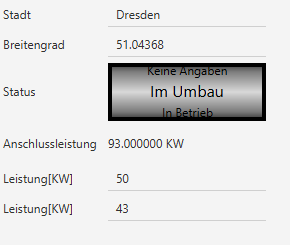 Stadt Dresden
Breitengrad 51.04368
Keine Angaben
Status Im Umbau
In Betrieb
Anschlussleistung 93.000000 KW
Leistung[KW] 50
Leistung[KW] 43